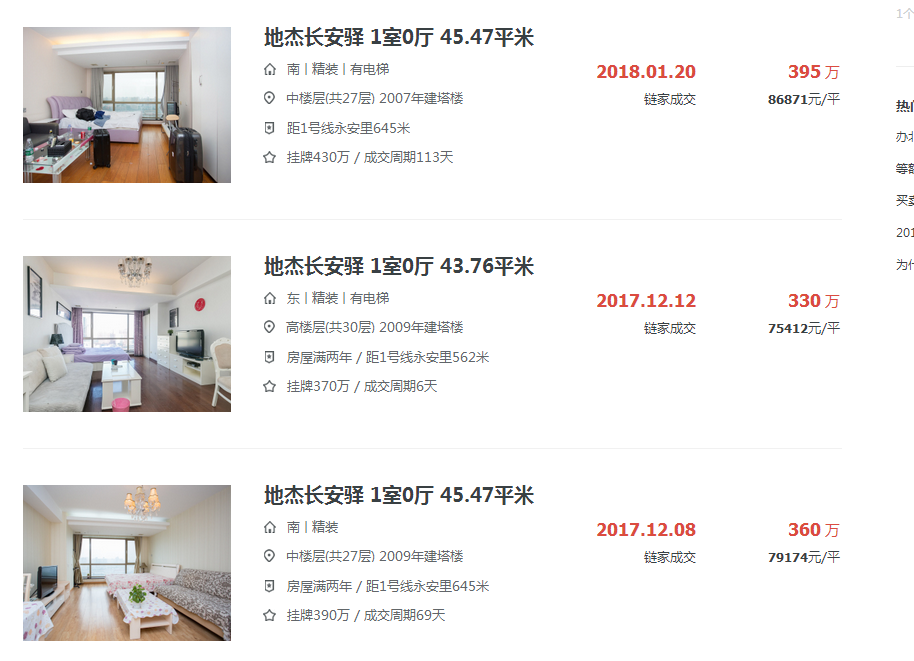 地杰长安驿 1室0厅 45.47平米
南 | 精装 | 有电梯
2018.01.20
395 万
中楼层(共27层) 2007年建塔楼
链家成交
86871元/平
距1号线永安里645米
挂牌430万 / 成交周期113天
地杰长安驿 1室0厅 43.76平米
东 | 精装 | 有电梯
2017.12.12
330 万
高楼层(共30层) 2009年建塔楼
链家成交
75412元/平
房屋满两年 / 距1号线永安里562米
挂牌370万 / 成交周期6天
地杰长安驿 1室0厅 45.47平米
南 | 精装
2017.12.08
360 万
中楼层(共27层) 2009年建塔楼
链家成交
79174元/平
房屋满两年 / 距1号线永安里645米
挂牌390万 / 成交周期69天
1个
热
办
等
买
201
为